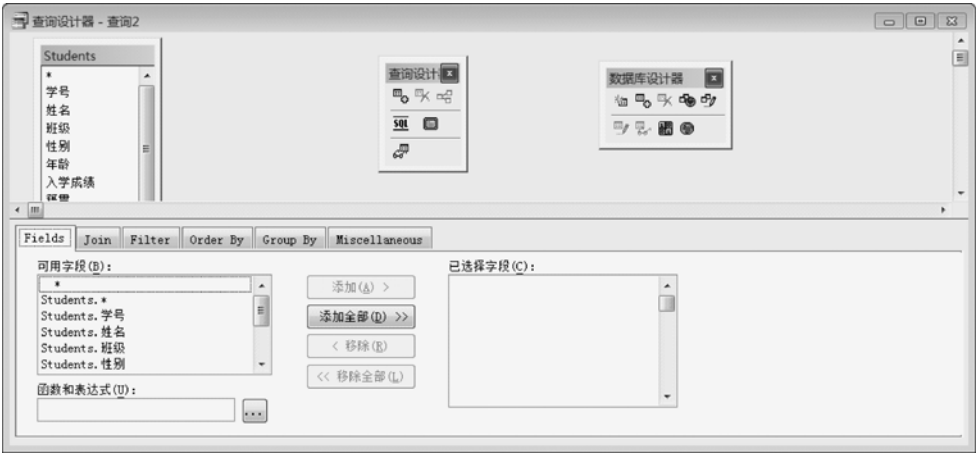 查询设计器 - 查询2
Students
*
学号
姓名
班级
性别
年龄
入学成绩
查询设计
SQL
数据库设计器
Fields
Join
Filter
Order By
Group By
Miscellaneous
可用字段(B):
*
Students.*
Students.学号
Students.姓名
Students.班级
Students.性别
函数和表达式(U):
...
添加(A) >
添加全部(D) >>
< 移除(R)
<< 移除全部(L)
已选择字段(C):